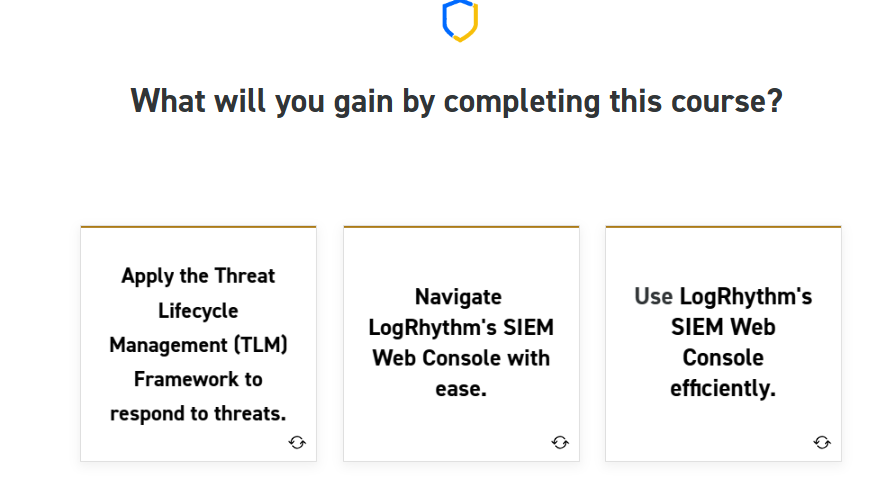 What will you gain by completing this course?
Apply the Threat
Lifecycle
Management (TLM)
Framework to
respond to threats.
Navigate
LogRhythm's SIEM
Web Console with
ease.
Use LogRhythm's
SIEM Web
Console
efficiently.